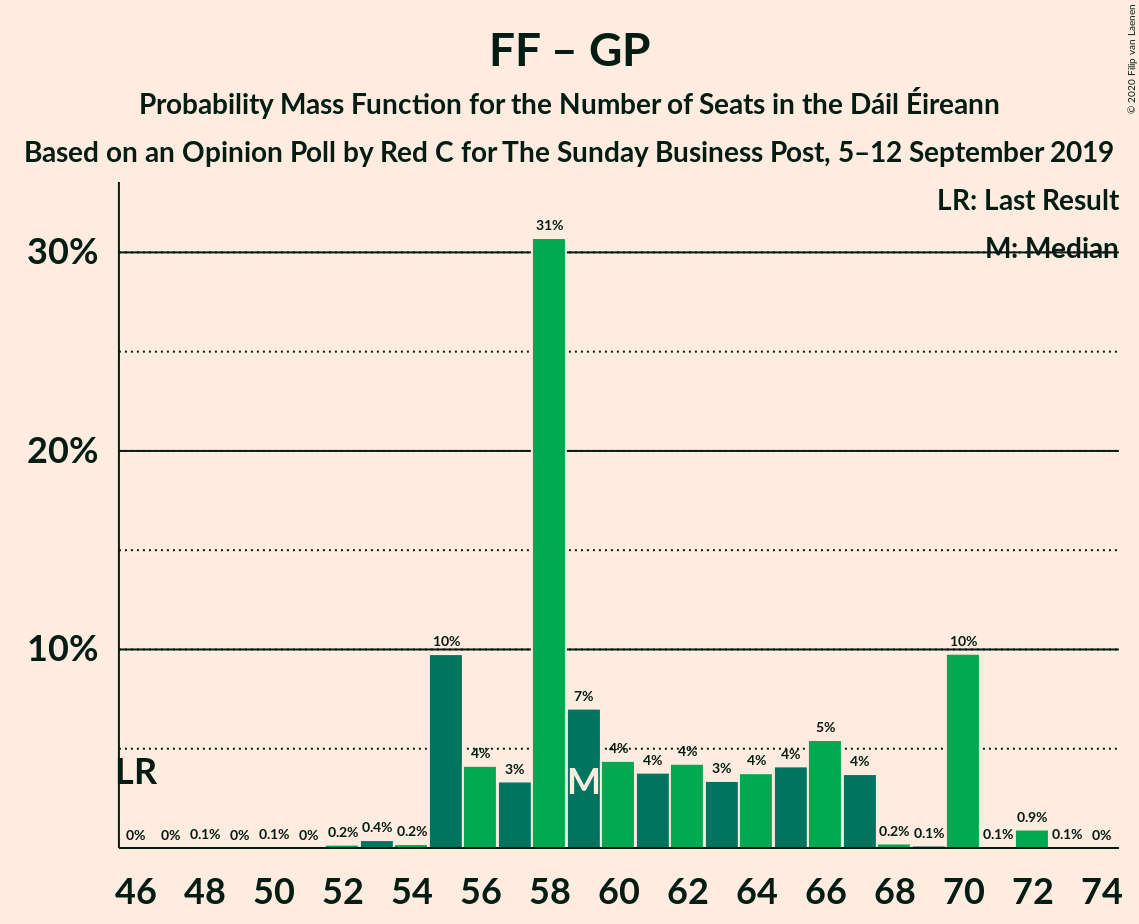 FF – GP
Probability Mass Function for the Number of Seats in the Dáil Éireann
Based on an Opinion Poll by Red C for The Sunday Business Post, 5–12 September 2019
© 2020 Filip van Laenen
LR: Last Result
M: Median
30%
20%
10%
0% 0% 0.1% 0% 0.1% 0% 0.2% 0.4% 0.2% 10% 4% 3% 31% 7% 4% 4% 4% 3% 4% 4% 5% 4% 0.2% 0.1% 10% 0.1% 0.9% 0.1% 0%
LR
M
46 48 50 52 54 56 58 60 62 64 66 68 70 72 74